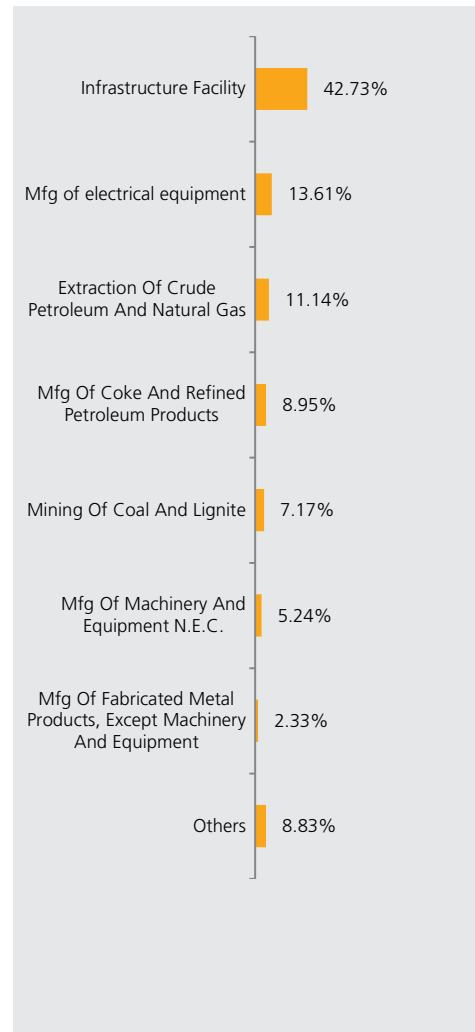 Infrastructure Facility
42.73%
Mfg of electrical equipment
13.61%
Extraction Of Crude
Petroleum And Natural Gas
11.14%
Mfg Of Coke And Refined
Petroleum Products
8.95%
Mining Of Coal And Lignite
7.17%
Mfg Of Machinery And
Equipment N.E.C.
5.24%
Mfg Of Fabricated Metal
Products, Except Machinery
And Equipment
2.33%
Others
8.83%